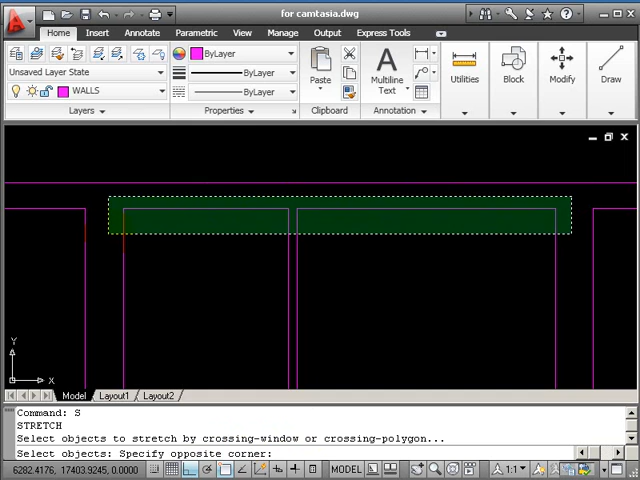 for camtasia.dwg
Home Insert Annotate Parametric View Manage Output Express Tools
Unsaved Layer State
WALLS
Layers
ByLayer
ByLayer
ByLayer
Properties
Paste
Clipboard
A
Multiline
Text
Annotation
Utilities
Block
Modify
Draw
Y
X
Model Layout1 Layout2
Command: S
STRETCH
Select objects to stretch by crossing-window or crossing-polygon...
Select objects: Specify opposite corner:
6282.4176, 17403.9245, 0.0000 MODEL 1:1